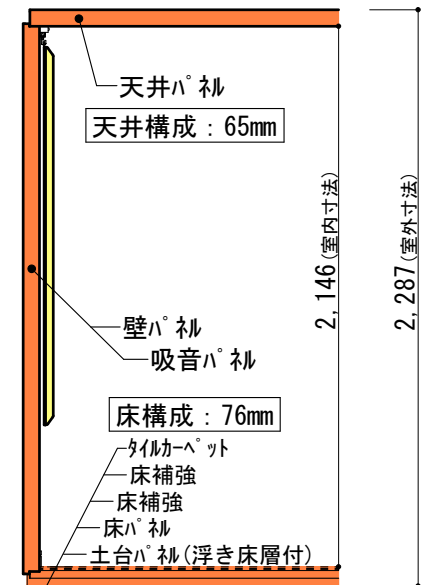 天井ﾊﾟﾈﾙ
天井構成：65mm
2,146(室内寸法)
2,287(室外寸法)
壁ﾊﾟﾈﾙ
吸音ﾊﾟﾈﾙ
床構成：76mm
ﾀｲﾙｶｰﾍﾟｯﾄ
床補強
床補強
床ﾊﾟﾈﾙ
土台ﾊﾟﾈﾙ(浮き床層付)